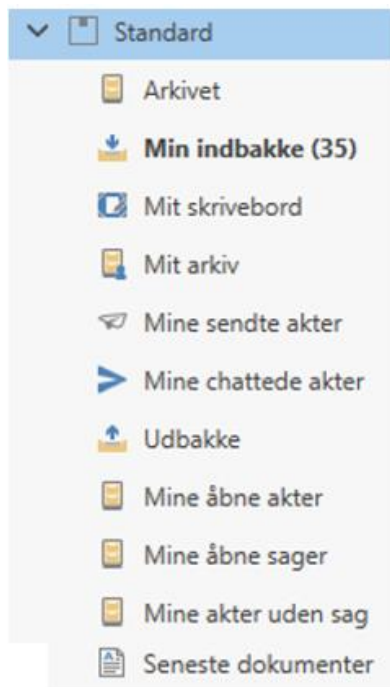 Standard
Arkivet
Min indbakke (35)
Mit skrivebord
Mit arkiv
Mine sendte akter
Mine chattede akter
Udbakke
Mine åbne akter
Mine åbne sager
Mine akter uden sag
Seneste dokumenter